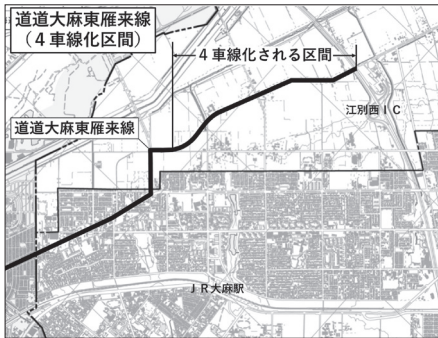 道道大麻東雁来線
（４車線化区間）
４車線化される区間
道道大麻東雁来線
江別西ＩＣ
ＪＲ大麻駅